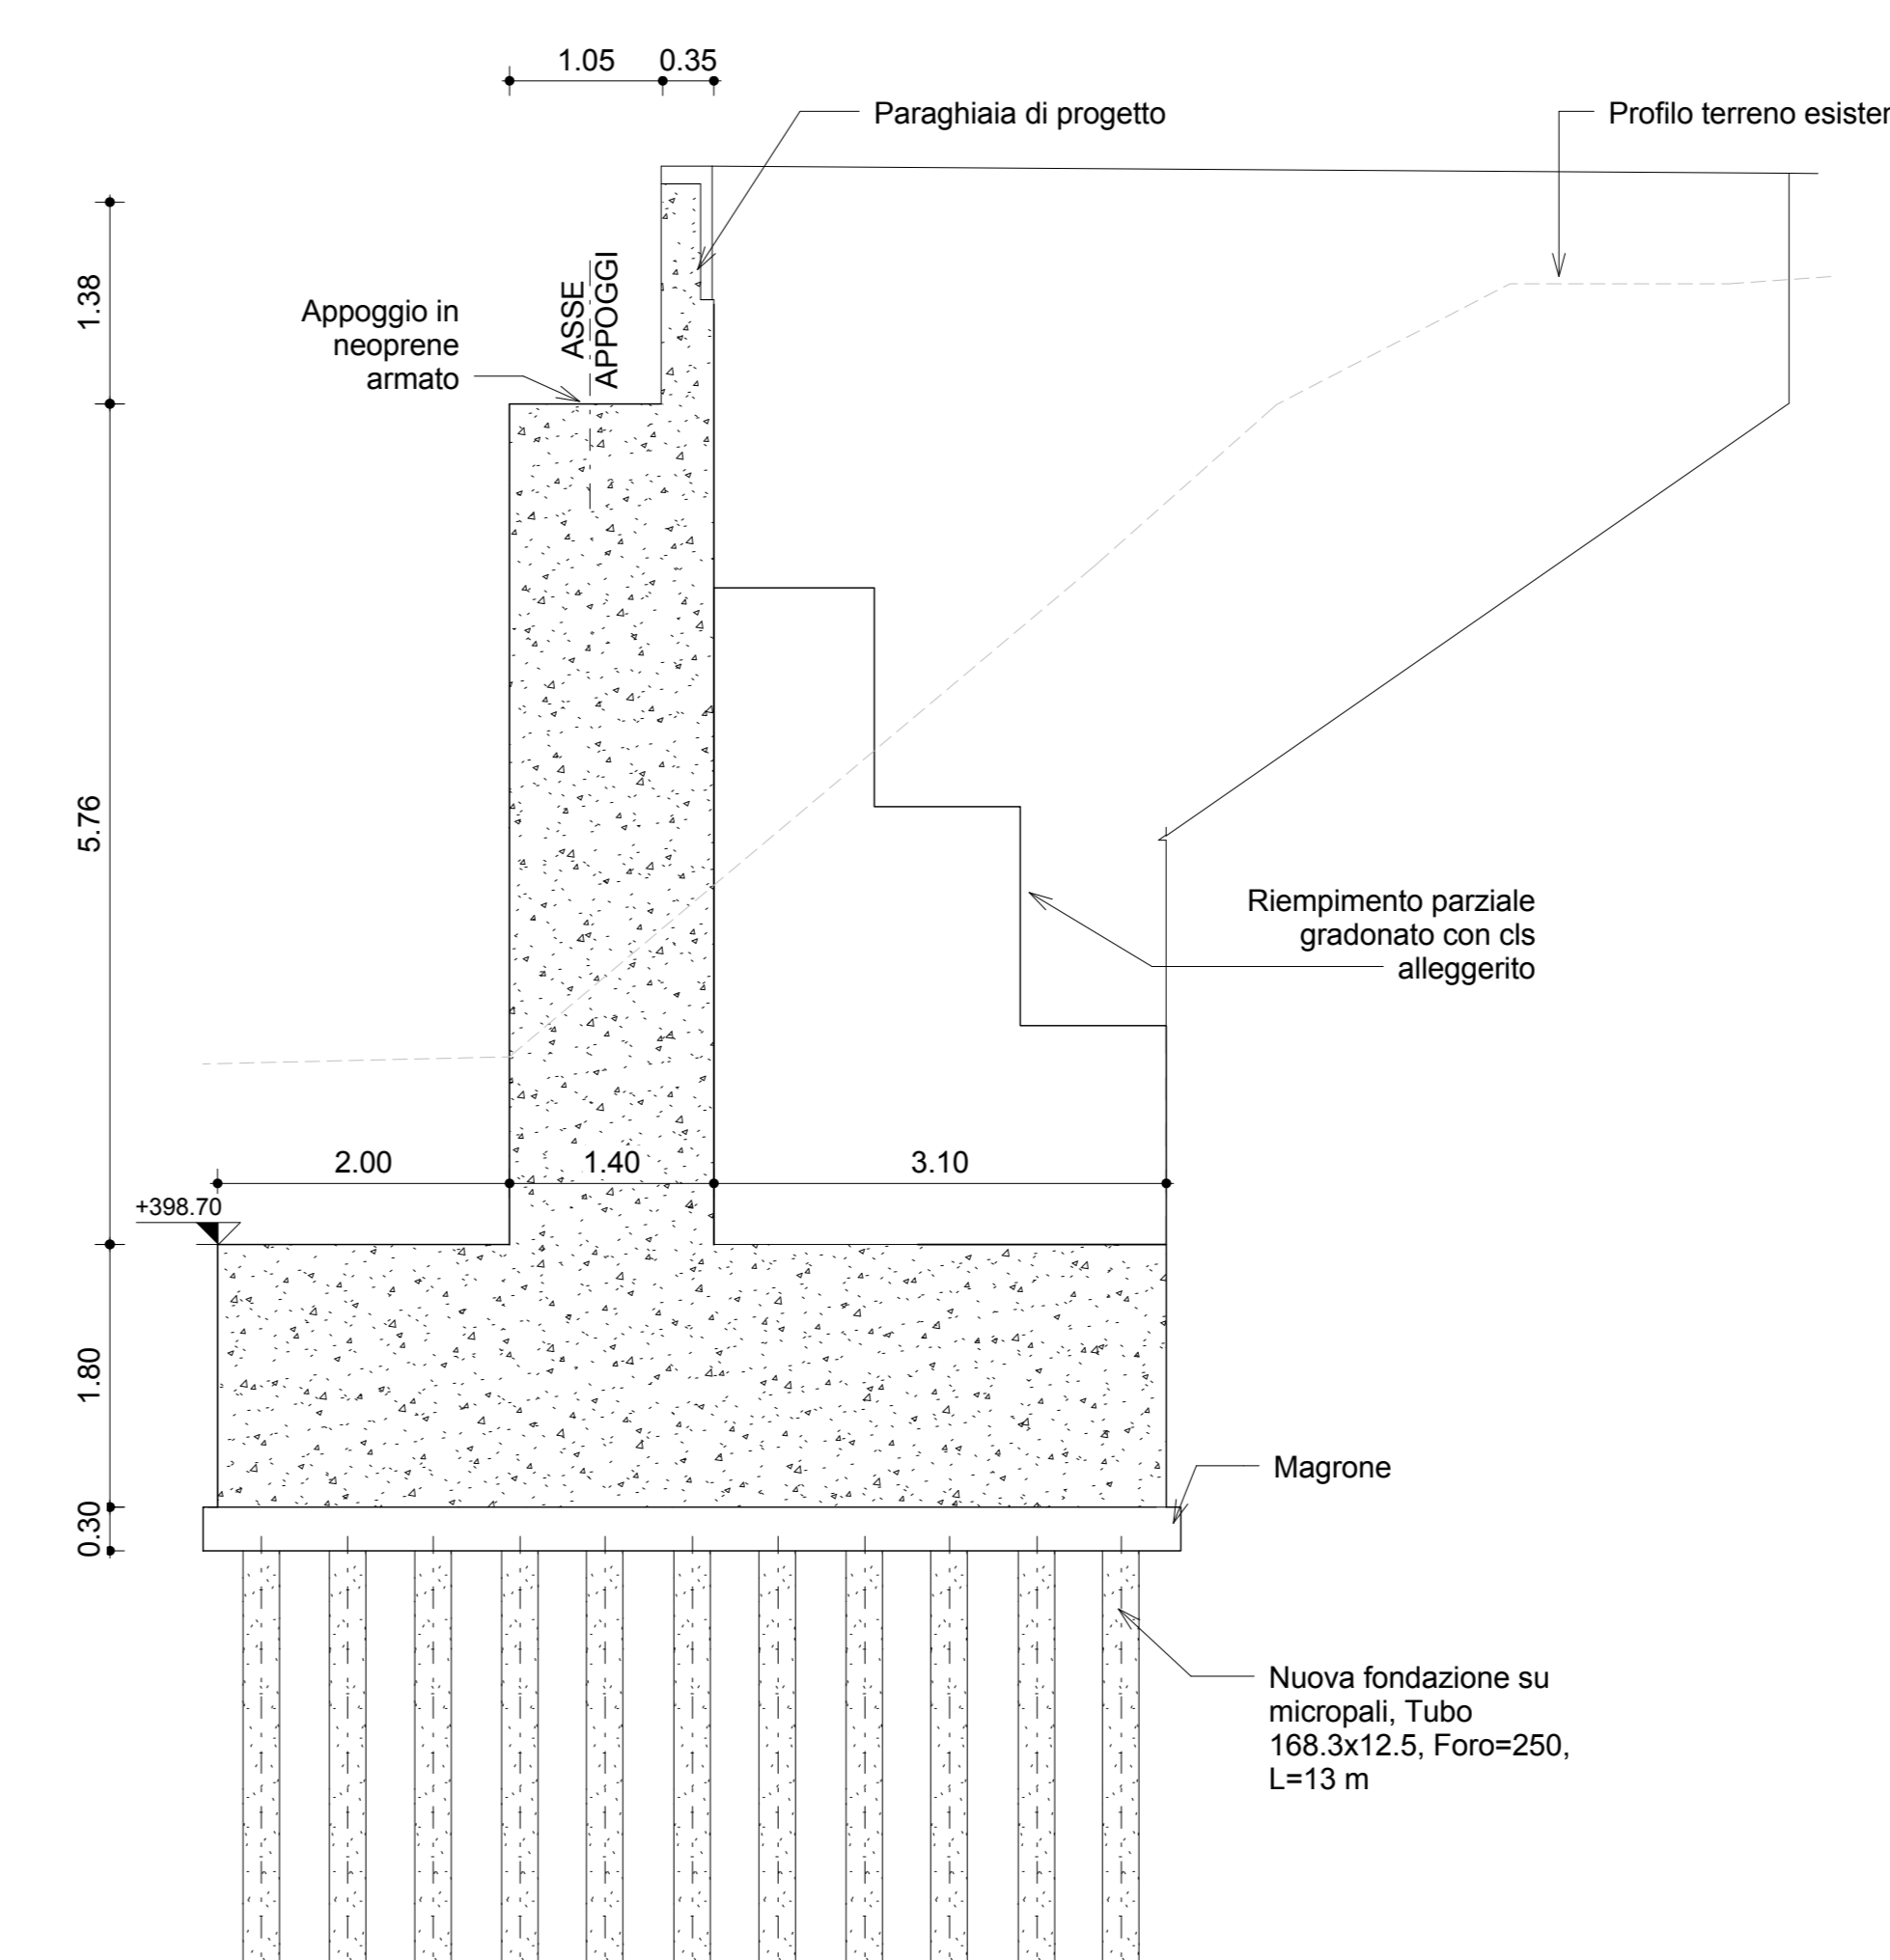 1.05
0.35
Paraghiaia di progetto
Profilo terreno esister
1.38
Appoggio in
neoprene
armato
ASSE
APPOGGI
5.76
Riempimento parziale
gradonato con cls
alleggerito
2.00
1.40
3.10
+398.70
1.80
Magrone
0.30
Nuova fondazione su
micropali, Tubo
168.3x12.5, Foro=250,
L=13 m